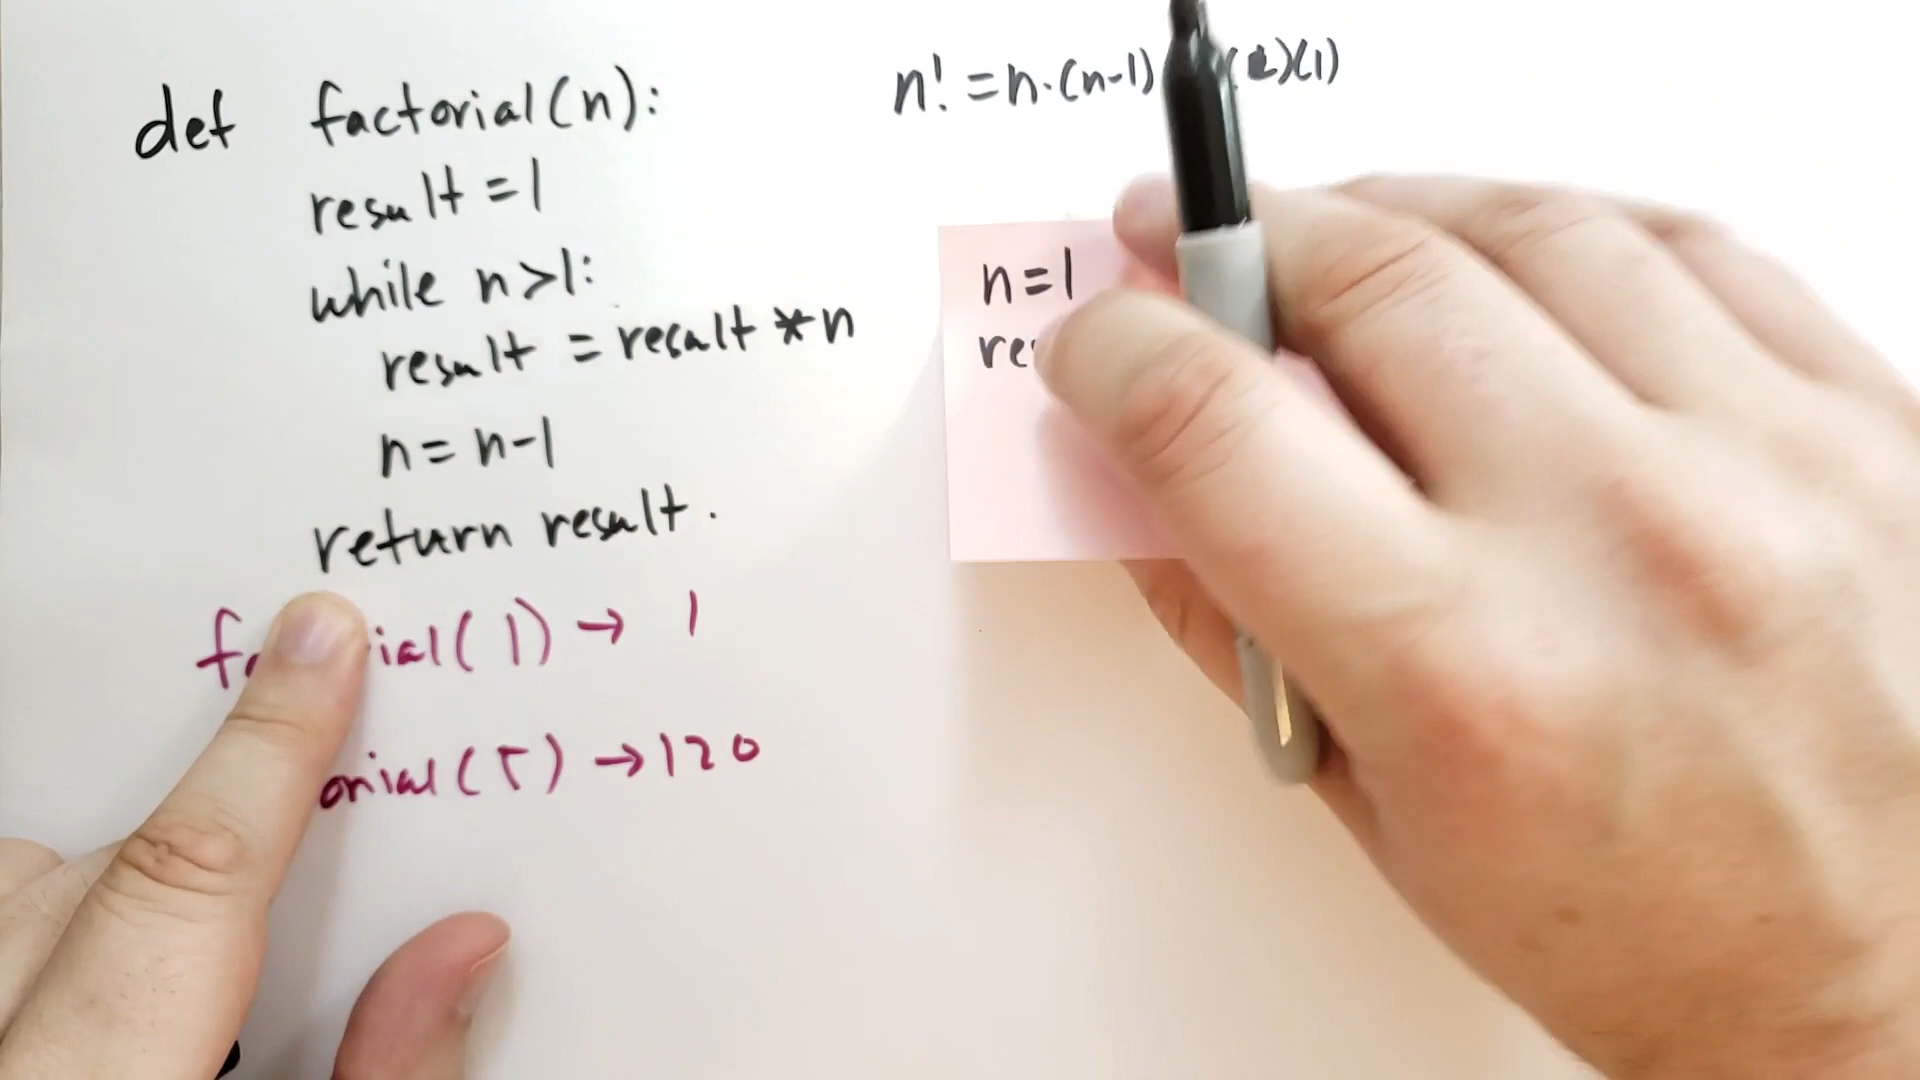 def factorial(n):
result = 1
while n>1:
result = result * n
n = n-1
return result.
ial(1) → 1
orial(5) → 120
n! = n·(n-1) (2)(1)
n=1